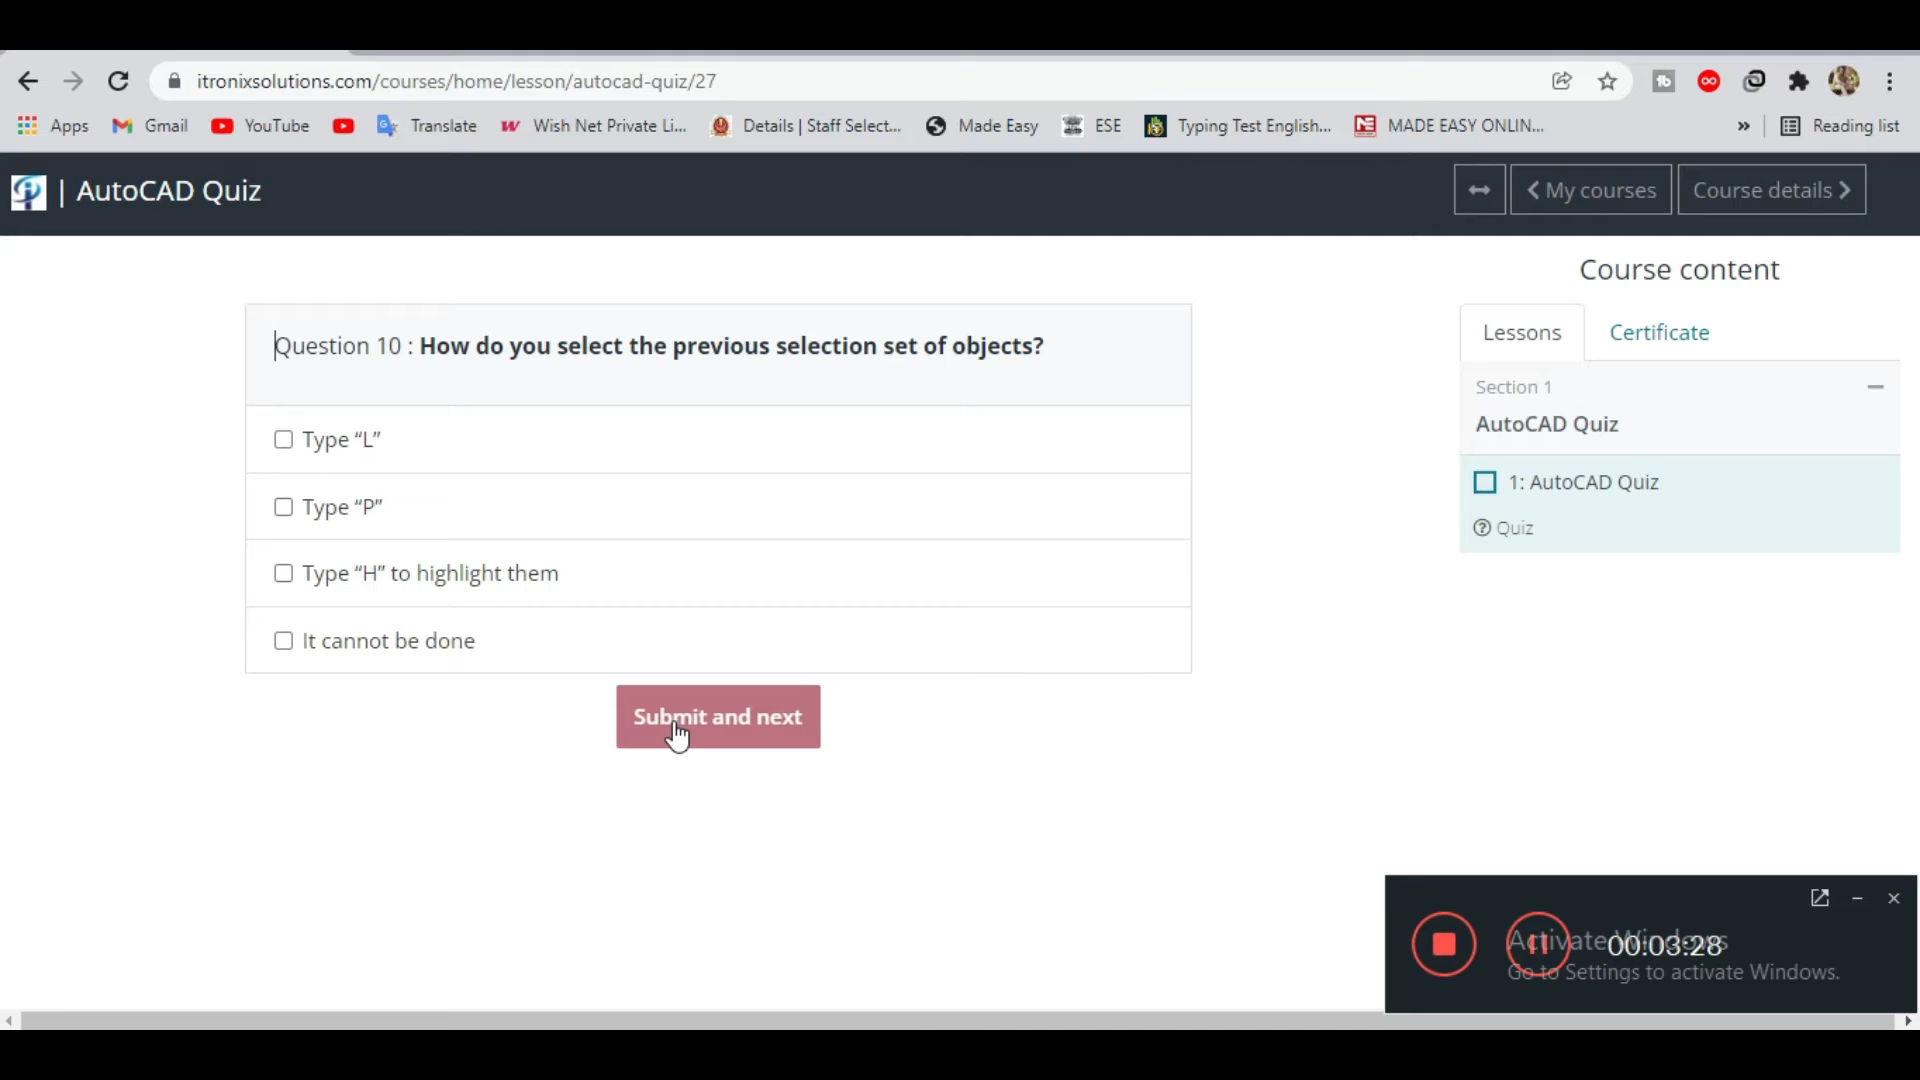 itronixsolutions.com/courses/home/lesson/autocad-quiz/27
Apps Gmail YouTube Translate Wish Net Private Li... Details | Staff Select... Made Easy ESE Typing Test English... MADE EASY ONLIN... » Reading list
| AutoCAD Quiz
My courses
Course details
Course content
Lessons
Certificate
Section 1
AutoCAD Quiz
1: AutoCAD Quiz
Quiz
Question 10 : How do you select the previous selection set of objects?
Type “L”
Type “P”
Type “H” to highlight them
It cannot be done
Submit and next
Activate Windows
00:03:28
Go to Settings to activate Windows.